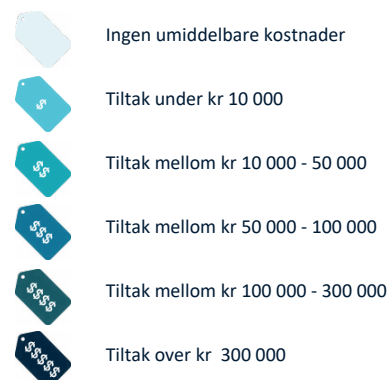 Ingen umiddelbare kostnader
$
Tiltak under kr 10 000
$$
Tiltak mellom kr 10 000 - 50 000
$$$
Tiltak mellom kr 50 000 - 100 000
$$$$
Tiltak mellom kr 100 000 - 300 000
$$$$$
Tiltak over kr  300 000